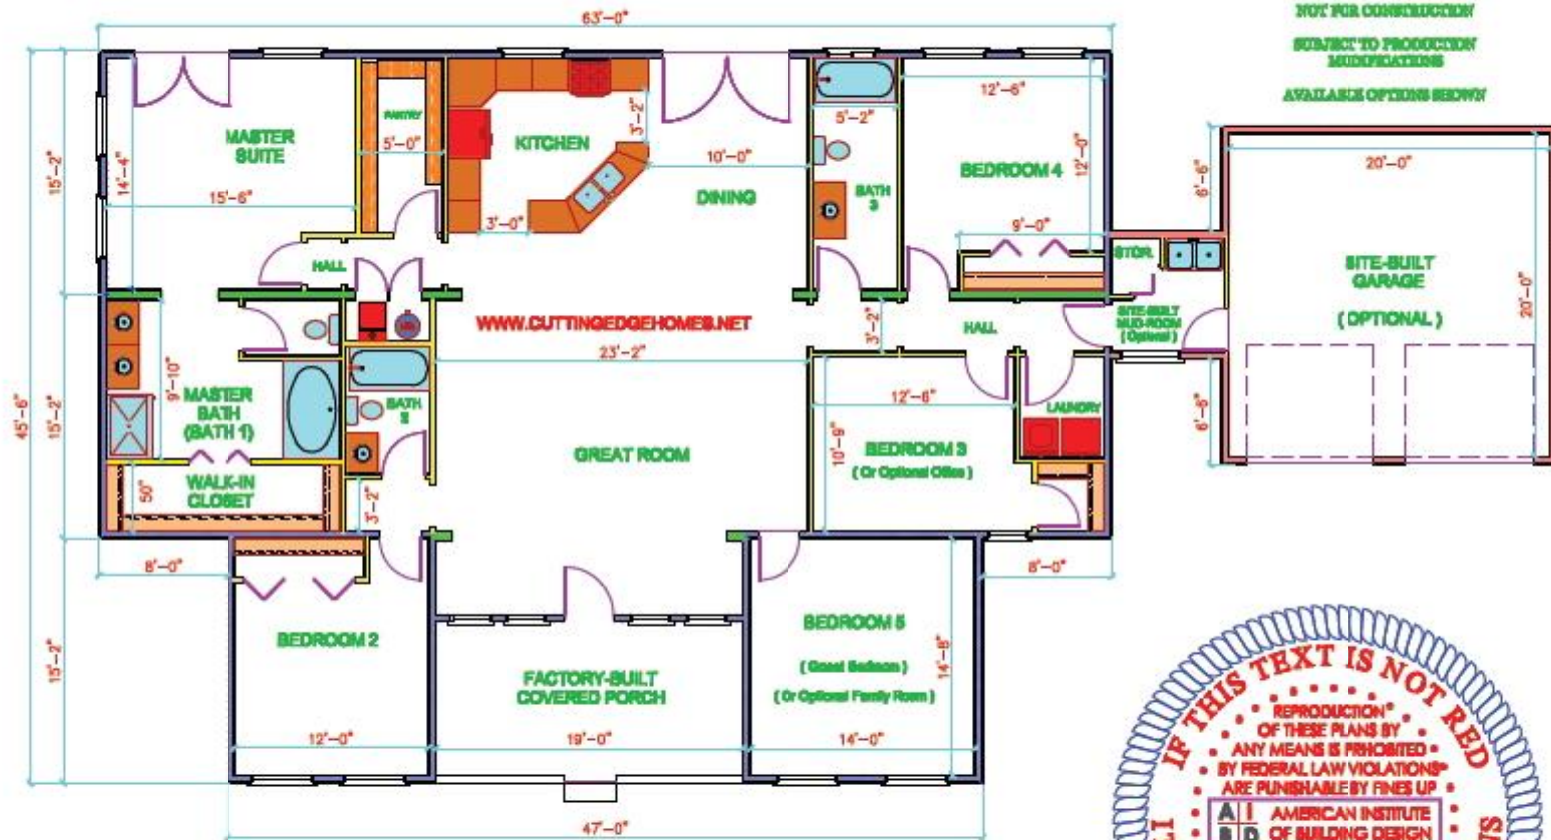 63'-0"
NOT FOR CONSTRUCTION
SUBJECT TO PRODUCTION
MODIFICATIONS
AVAILABLE OPTIONS SHOWN
MASTER
SUITE
15'-6"
14'-4"
15'-2"
PANTRY
5'-0"
KITCHEN
3'-2"
3'-0"
10'-0"
DINING
5'-2"
BATH
3
12'-6"
BEDROOM 4
12'-0"
9'-0"
6'-6"
20'-0"
SITE-BUILT
GARAGE
( OPTIONAL )
20'-0"
STOR.
HALL
WWW.CUTTINGEDGEHOMES.NET
3'-2"
HALL
SITE-BUILT
MUD-ROOM
( Optional )
6'-6"
23'-2"
45'-6"
15'-2"
9'-10"
MASTER
BATH
(BATH 1)
BATH
2
GREAT ROOM
12'-6"
10'-9"
BEDROOM 3
( Or Optional Office )
LAUNDRY
WALK-IN
CLOSET
50"
3'-2"
8'-0"
8'-0"
15'-2"
BEDROOM 2
12'-0"
FACTORY-BUILT
COVERED PORCH
19'-0"
BEDROOM 5
( Guest Bedroom )
( Or Optional Family Room )
14'-8"
14'-0"
47'-0"
IF THIS TEXT IS NOT RED
REPRODUCTION
OF THESE PLANS BY
ANY MEANS IS PROHIBITED
BY FEDERAL LAW VIOLATIONS
ARE PUNISHABLE BY FINES UP
A I
B D
AMERICAN INSTITUTE
OF BUILDING DESIGN